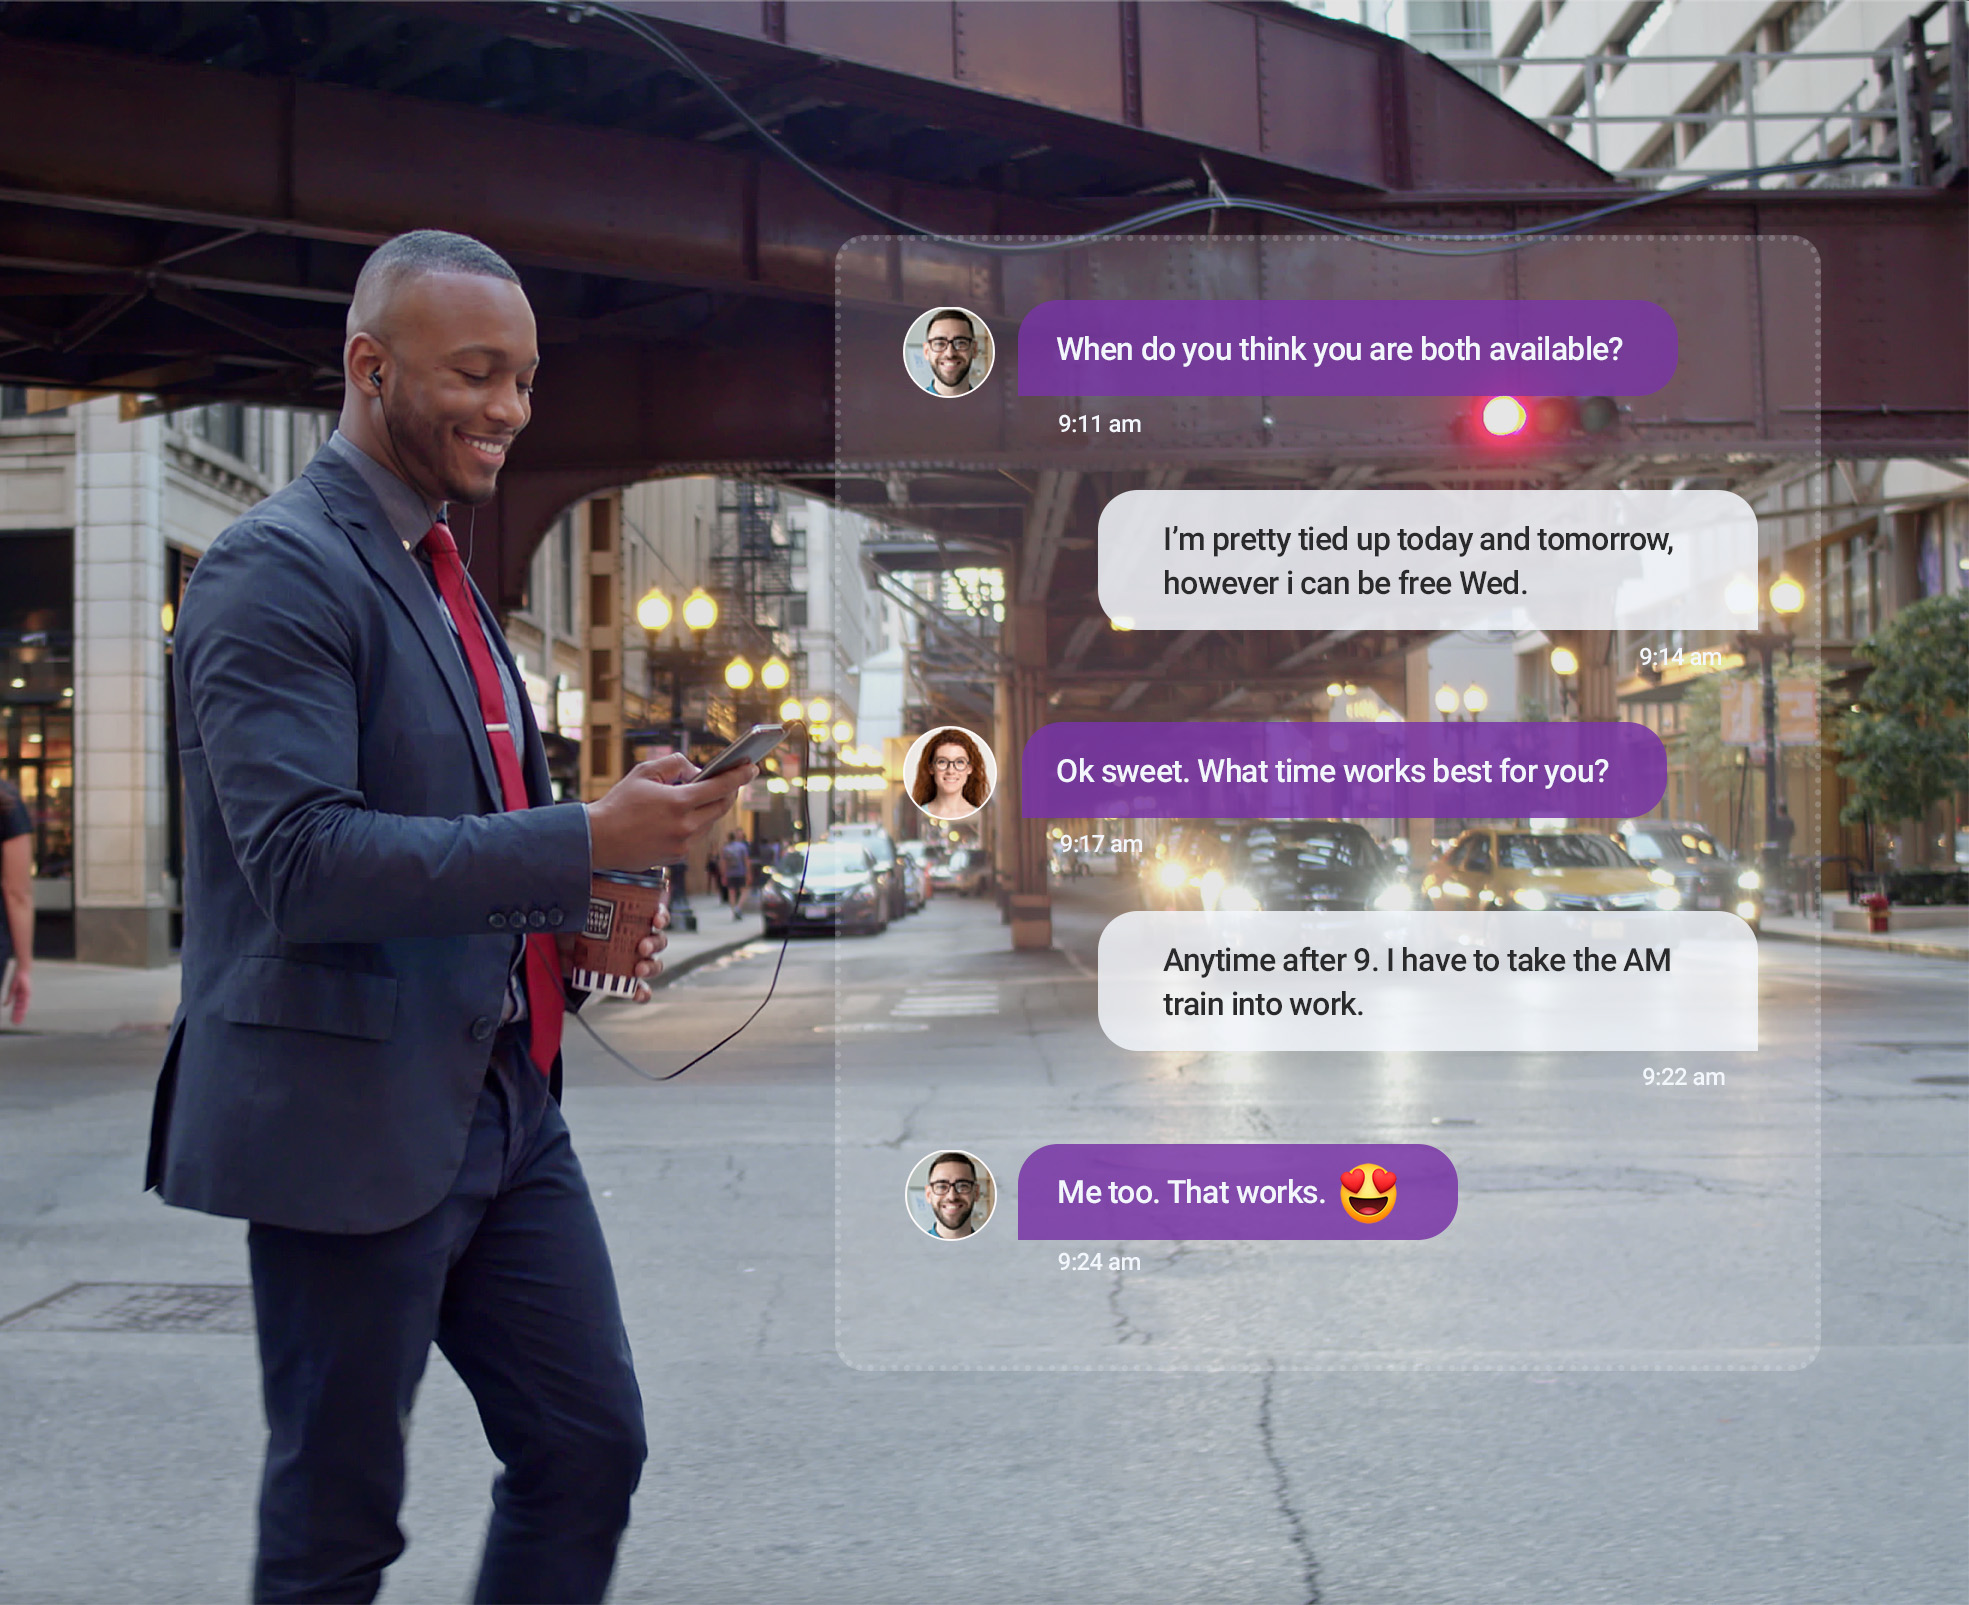 When do you think you are both available?
9:11 am
I’m pretty tied up today and tomorrow,
however i can be free Wed.
9:14 am
Ok sweet. What time works best for you?
9:17 am
Anytime after 9. I have to take the AM
train into work.
9:22 am
Me too. That works. 😍
9:24 am